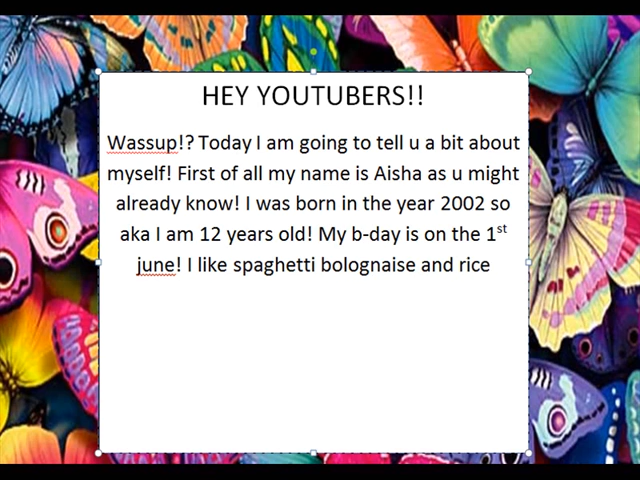 HEY YOUTUBERS!!
Wassup!? Today I am going to tell u a bit about
myself! First of all my name is Aisha as u might
already know! I was born in the year 2002 so
aka I am 12 years old! My b-day is on the 1st
june! I like spaghetti bolognaise and rice